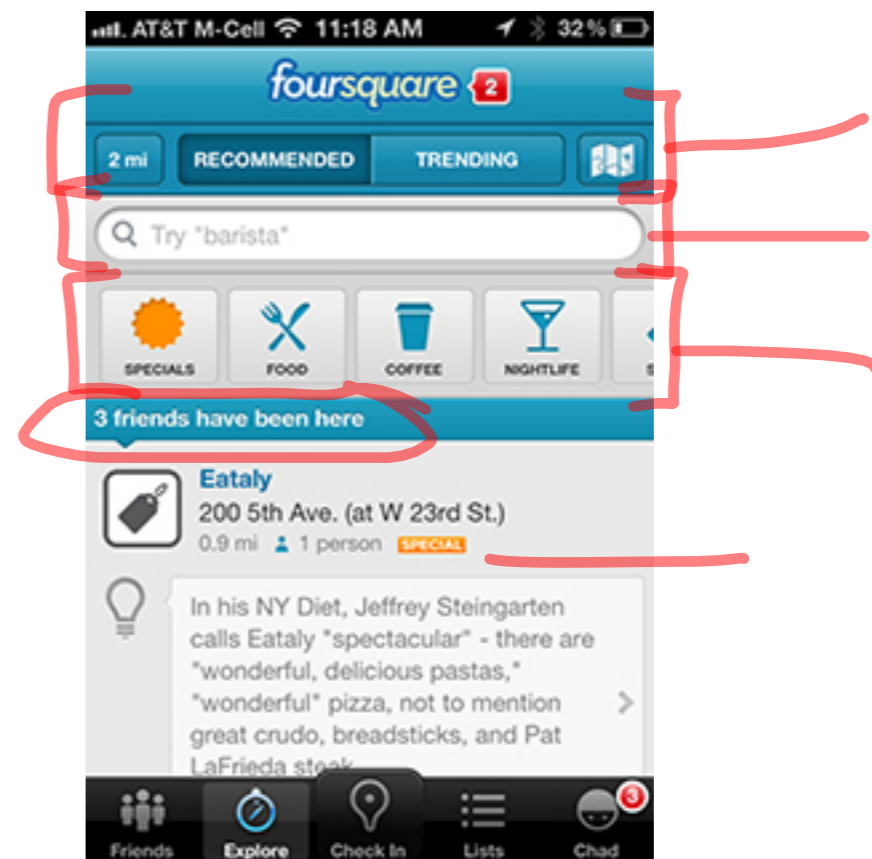 AT&T M-Cell 11:18 AM 32%
foursquare 2
2 mi RECOMMENDED TRENDING
Try "barista"
SPECIALS FOOD COFFEE NIGHTLIFE S
3 friends have been here
Eataly
200 5th Ave. (at W 23rd St.)
0.9 mi 1 person SPECIAL
In his NY Diet, Jeffrey Steingarten
calls Eataly "spectacular" - there are
"wonderful, delicious pastas,"
"wonderful" pizza, not to mention
great crudo, breadsticks, and Pat
LaFrieda steak
3
Friends Explore Check In Lists Chad